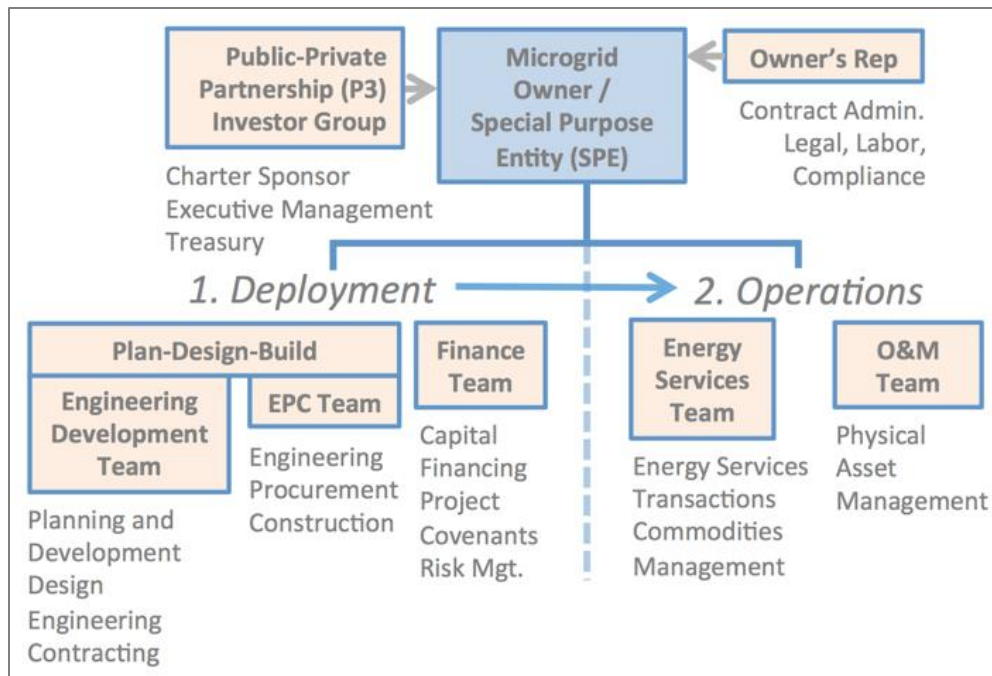 Public-Private
Partnership (P3)
Investor Group
Charter Sponsor
Executive Management
Treasury
Microgrid
Owner /
Special Purpose
Entity (SPE)
Owner's Rep
Contract Admin.
Legal, Labor,
Compliance
1. Deployment
2. Operations
Plan-Design-Build
Engineering
Development
Team
Planning and
Development
Design
Engineering
Contracting
EPC Team
Engineering
Procurement
Construction
Finance
Team
Capital
Financing
Project
Covenants
Risk Mgt.
Energy
Services
Team
Energy Services
Transactions
Commodities
Management
O&M
Team
Physical
Asset
Management